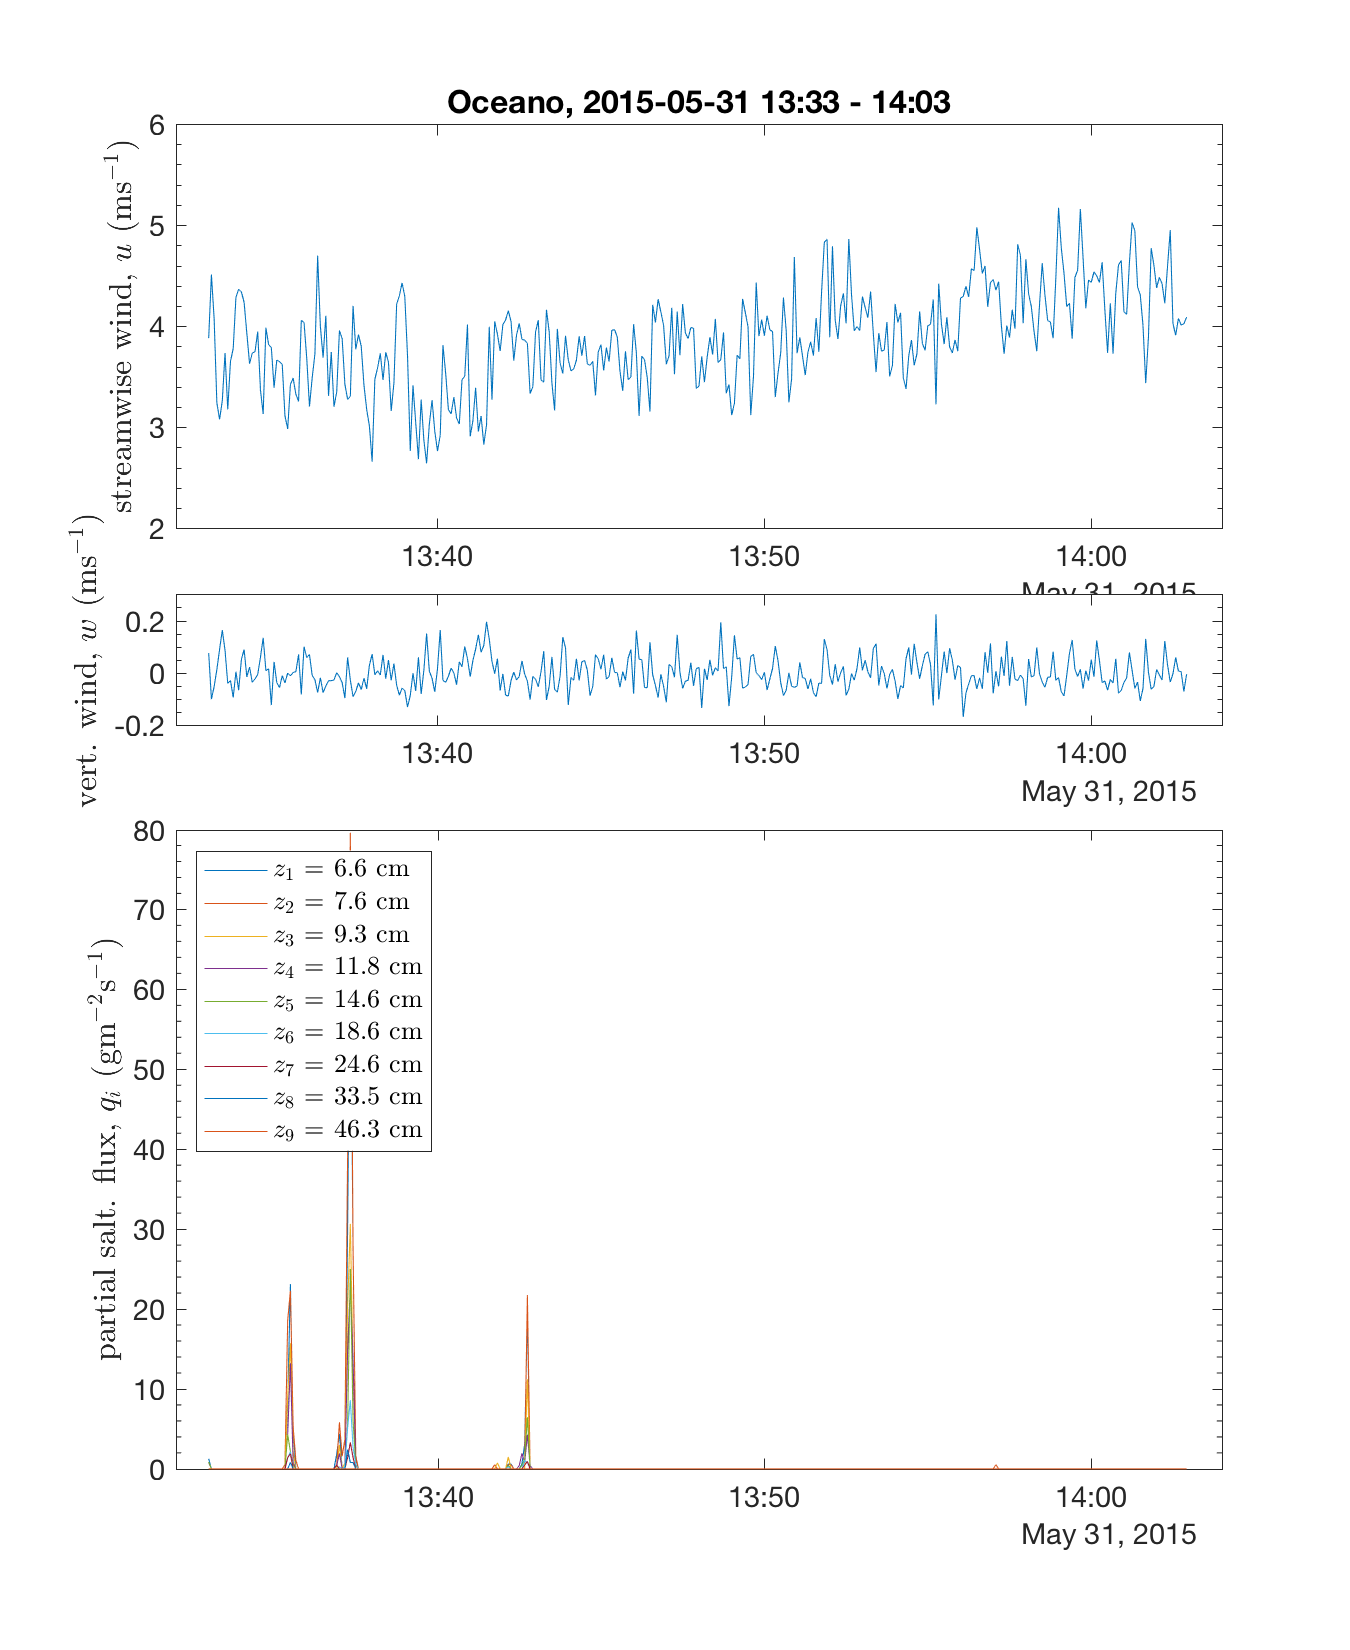 Oceano, 2015-05-31 13:33 - 14:03
streamwise wind, u (ms⁻¹)
6
5
4
3
2
13:40 13:50 14:00
May 31, 2015
vert. wind, w (ms⁻¹)
0.2
0
-0.2
13:40 13:50 14:00
May 31, 2015
partial salt. flux, qᵢ (gm⁻²s⁻¹)
80
70
60
50
40
30
20
10
0
z₁ = 6.6 cm
z₂ = 7.6 cm
z₃ = 9.3 cm
z₄ = 11.8 cm
z₅ = 14.6 cm
z₆ = 18.6 cm
z₇ = 24.6 cm
z₈ = 33.5 cm
z₉ = 46.3 cm
13:40 13:50 14:00
May 31, 2015